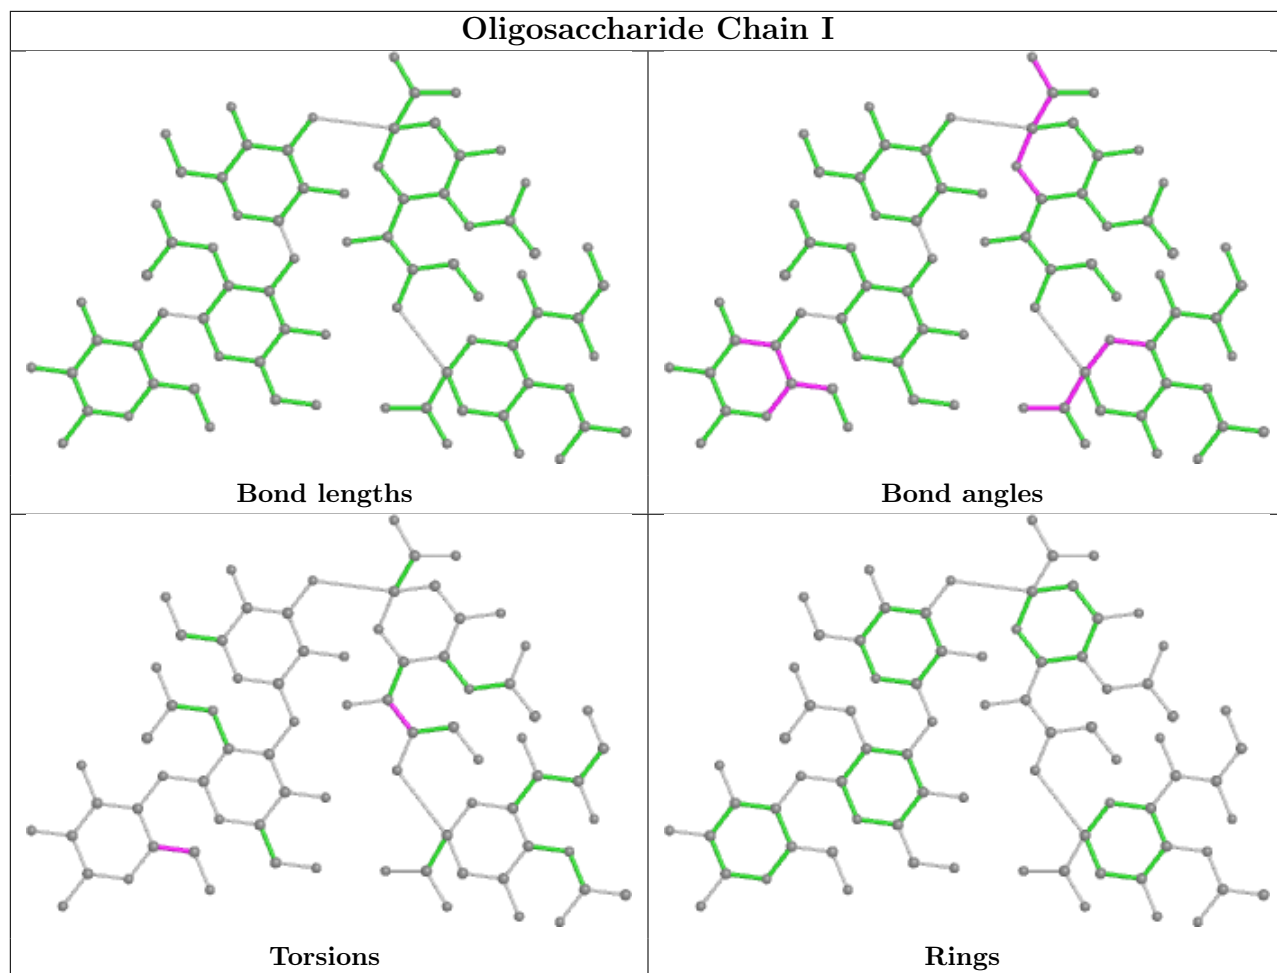 Oligosaccharide Chain I
Bond lengths
Bond angles
Torsions
Rings